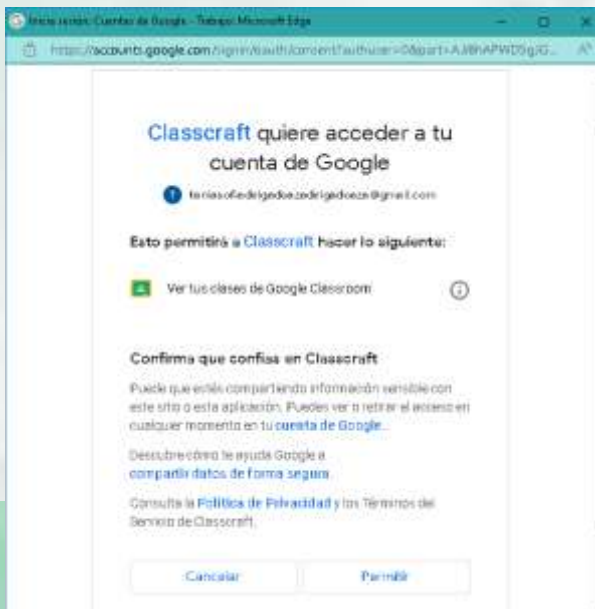 Inicia sesión: Cuentas de Google - Trabajo: Microsoft Edge
https://accounts.google.com/signin/oauth/consent?authuser=0&part=
Classcraft quiere acceder a tu
cuenta de Google
Esto permitirá a Classcraft hacer lo siguiente:
Ver tus clases de Google Classroom
Confirma que confías en Classcraft
Puede que estés compartiendo información sensible con
este sitio o esta aplicación. Puedes ver o retirar el acceso en
cualquier momento en tu cuenta de Google.
Descubre cómo te ayuda Google a
compartir datos de forma segura.
Consulta la Política de Privacidad y los Términos del
Servicio de Classcraft.
Cancelar
Permitir